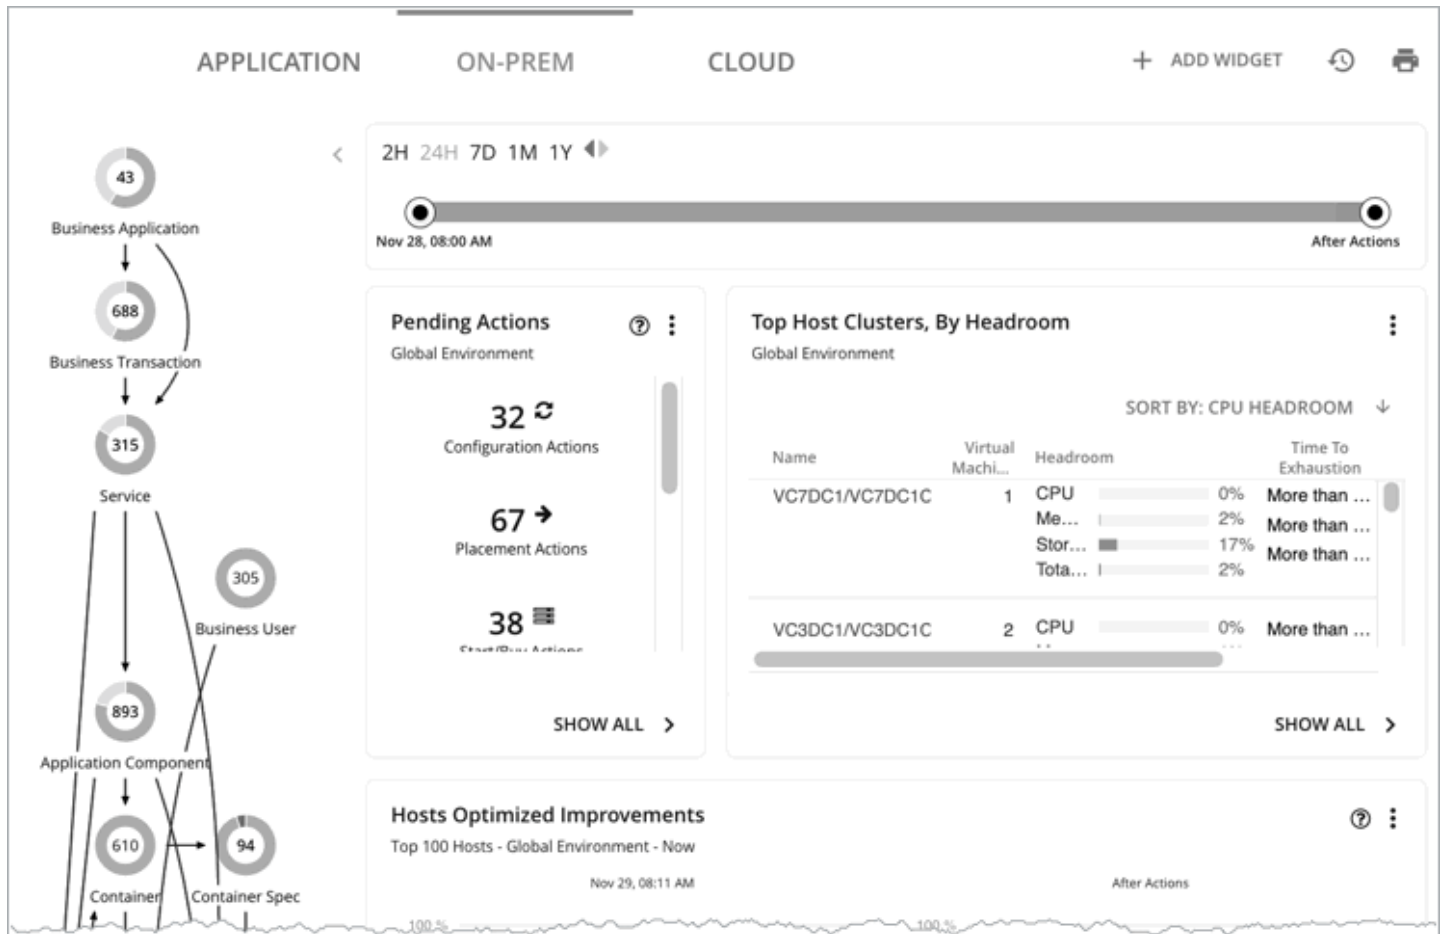 APPLICATION ON-PREM CLOUD ADD WIDGET
43
Business Application
688
Business Transaction
315
Service
305
Business User
893
Application Component
610
94
Container
Container Spec
2H 24H 7D 1M 1Y
Nov 28, 08:00 AM After Actions
Pending Actions
Global Environment
32
Configuration Actions
67
Placement Actions
38
Start/Buy Actions
SHOW ALL
Top Host Clusters, By Headroom
Global Environment
SORT BY: CPU HEADROOM
Name Virtual Machi... Headroom Time To Exhaustion
VC7DC1/VC7DC1C 1 CPU 0% More than ...
Me... 2% More than ...
Stor... 17% More than ...
Tota... 2%
VC3DC1/VC3DC1C 2 CPU 0% More than ...
SHOW ALL
Hosts Optimized Improvements
Top 100 Hosts - Global Environment - Now
Nov 29, 08:11 AM After Actions
100 % 100 %